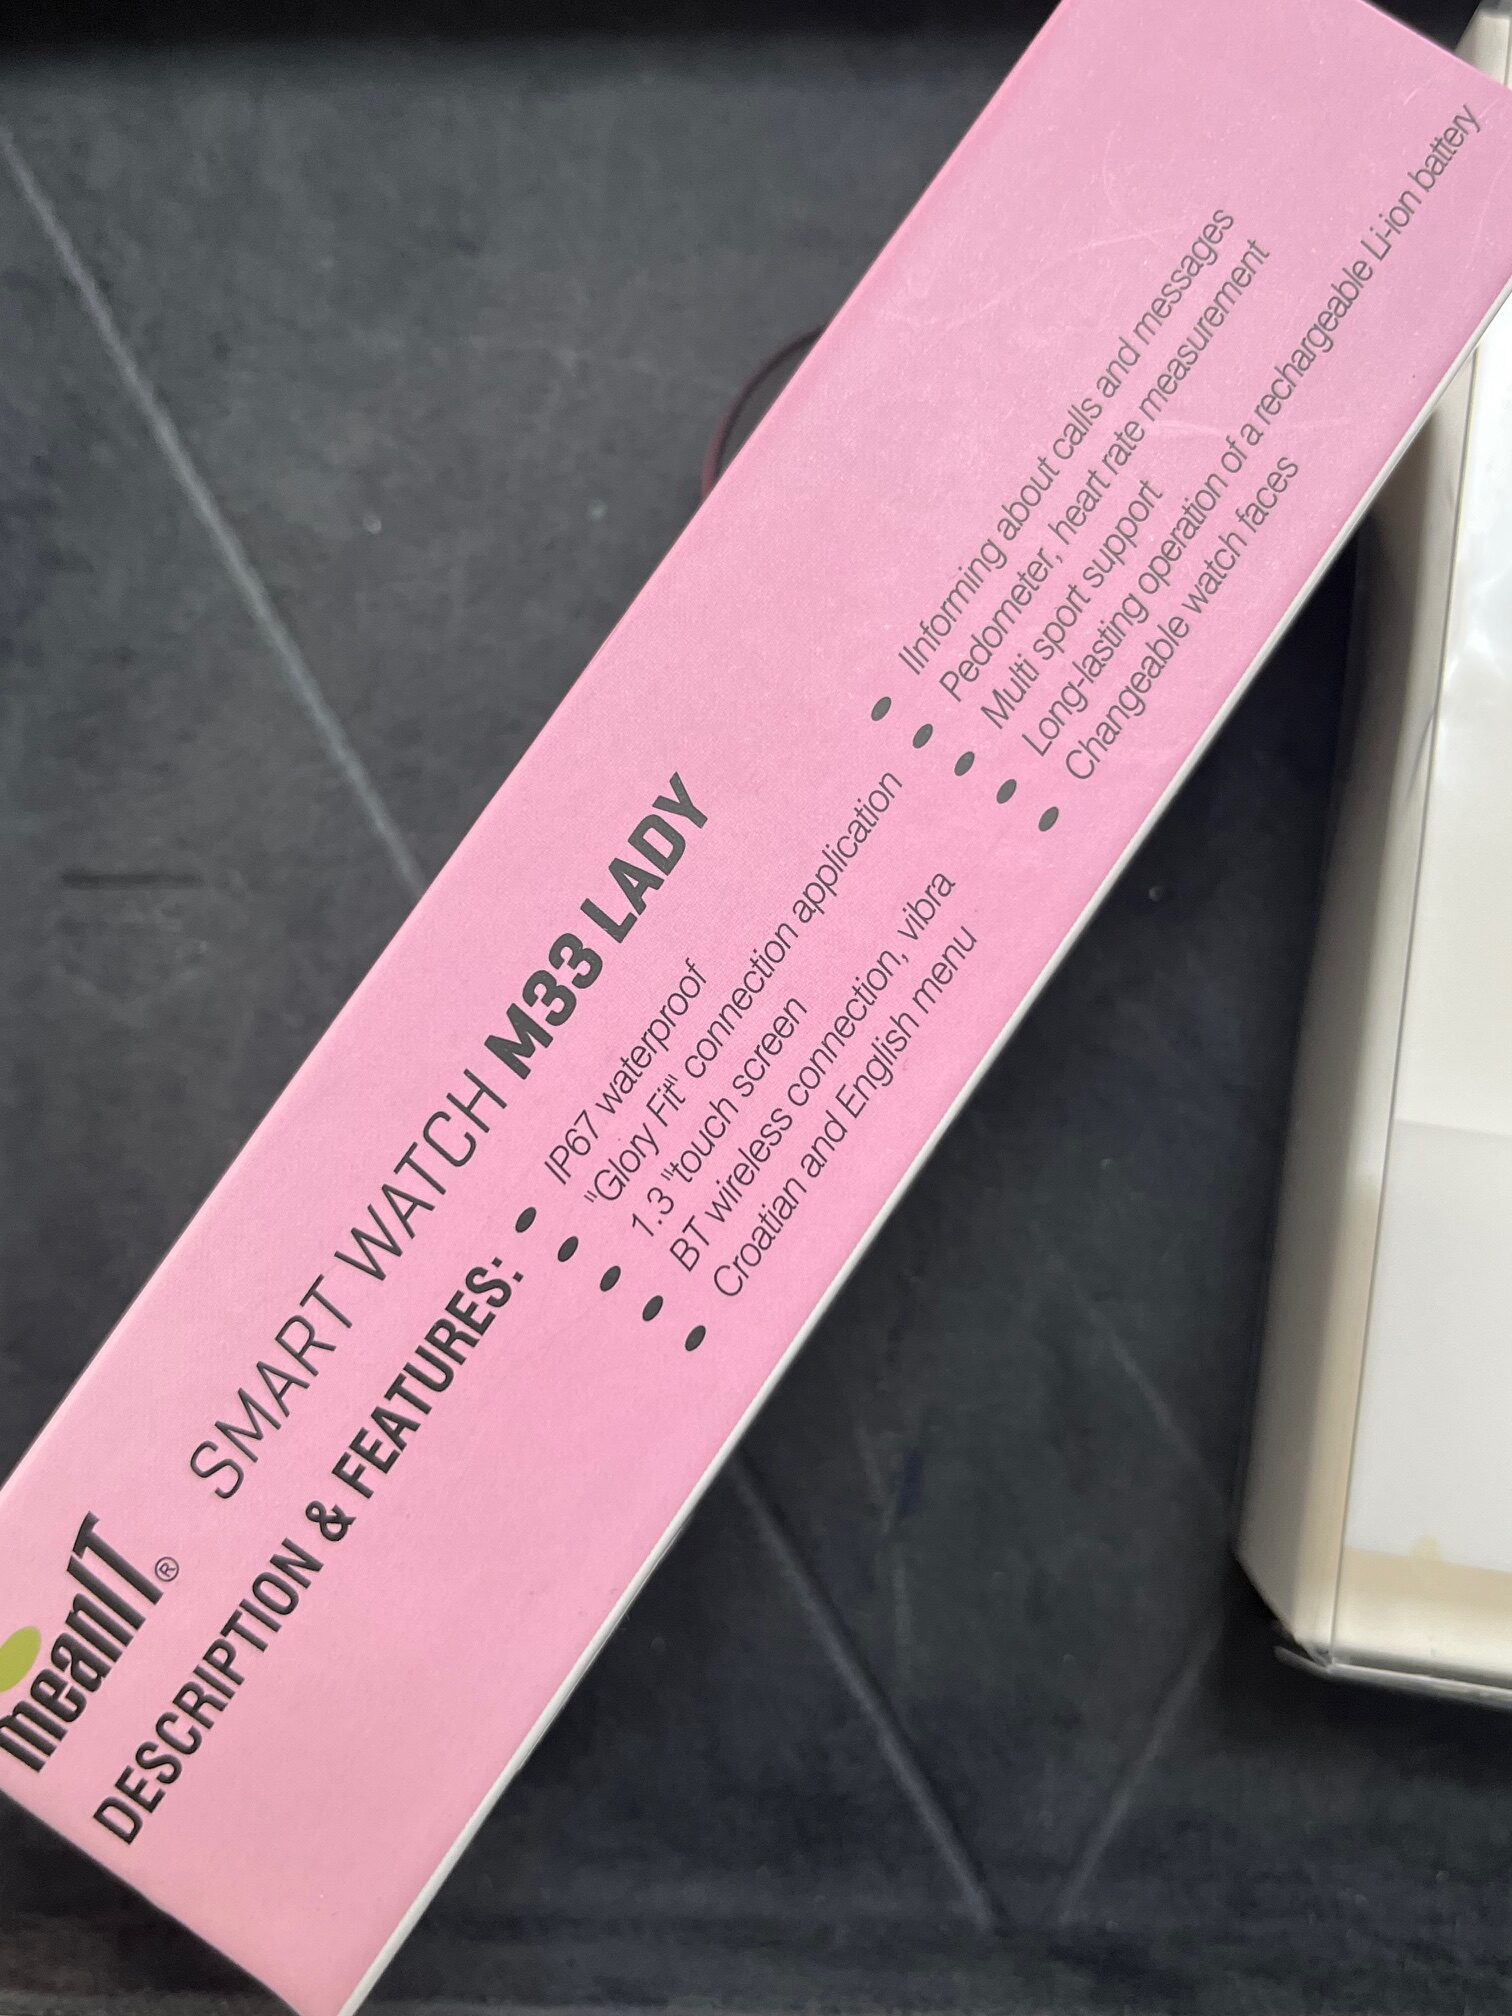 meanIT®
SMART WATCH M33 LADY
DESCRIPTION & FEATURES:
• IP67 waterproof
• "Glory Fit" connection application
• 1.3 "touch screen
• BT wireless connection, vibra
• Croatian and English menu
• IInforming about calls and messages
• Pedometer, heart rate measurement
• Multi sport support
• Long-lasting operation of a rechargeable Li-ion battery
• Changeable watch faces